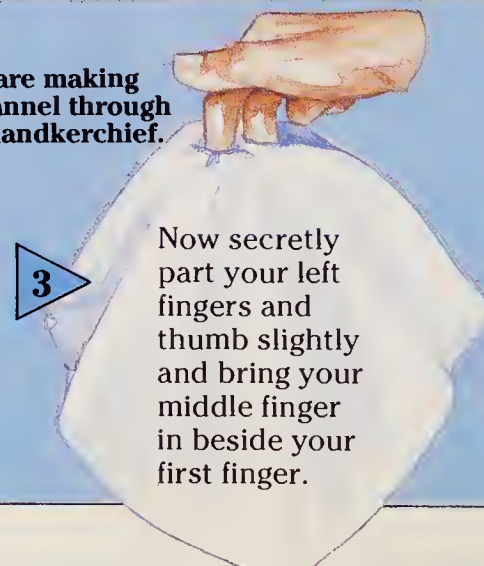 are making
annel through
andkerchief.
3
Now secretly
part your left
fingers and
thumb slightly
and bring your
middle finger
in beside your
first finger.